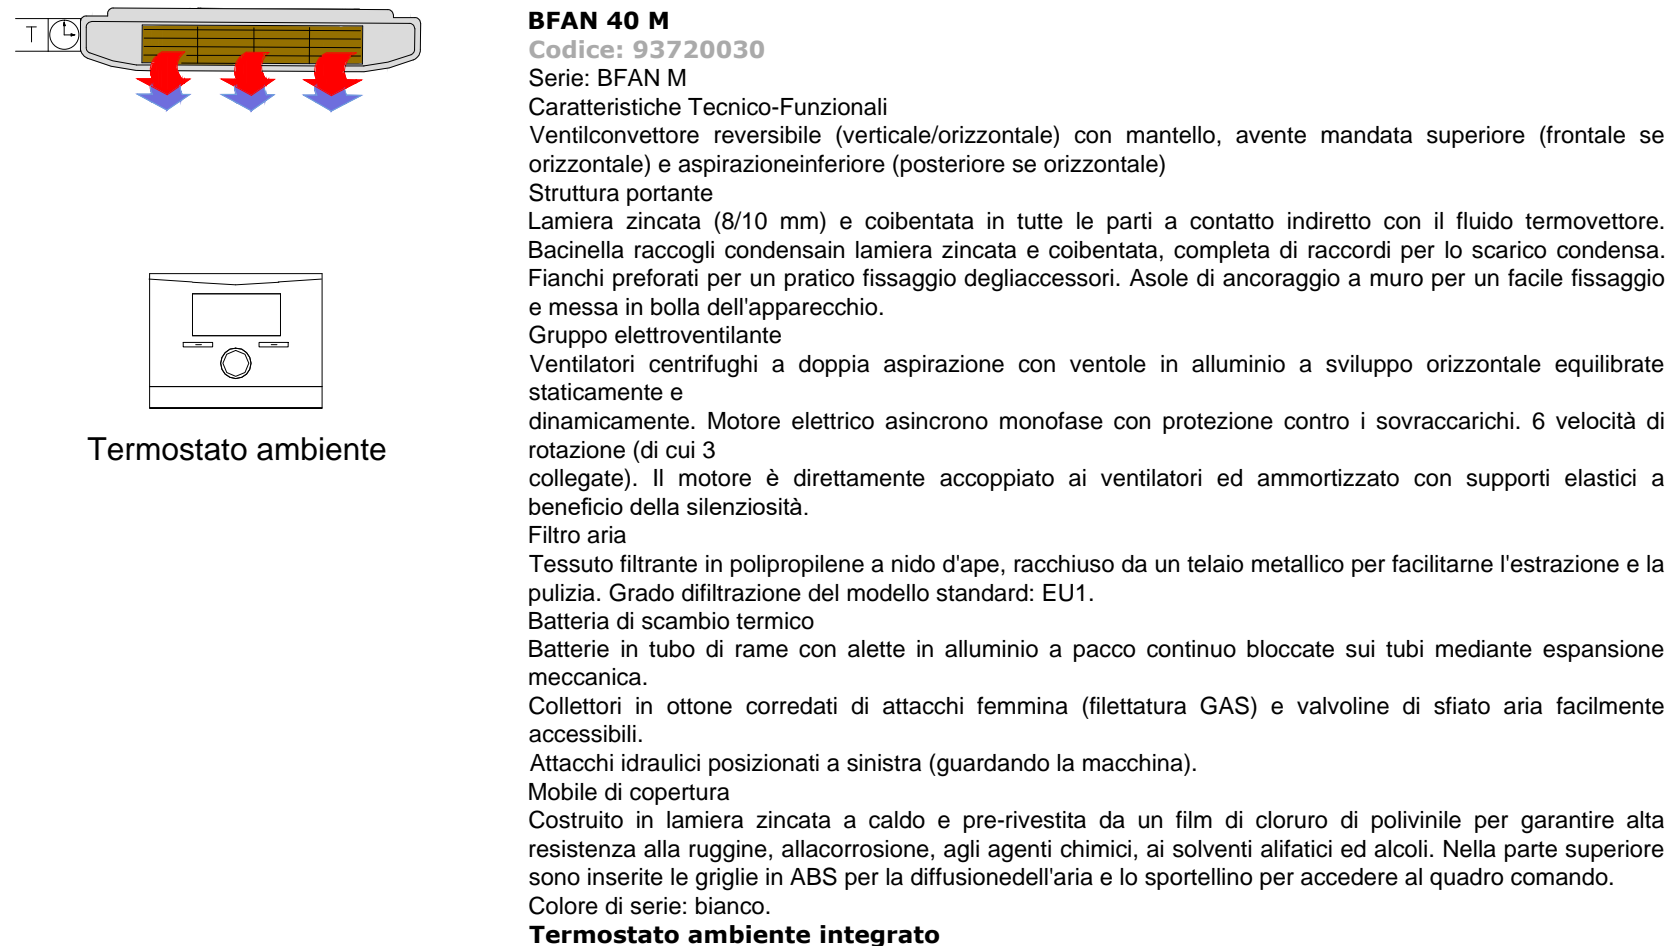 T
Termostato ambiente
BFAN 40 M
Codice: 93720030
Serie: BFAN M
Caratteristiche Tecnico-Funzionali
Ventilconvettore reversibile (verticale/orizzontale) con mantello, avente mandata superiore (frontale se
orizzontale) e aspirazioneinferiore (posteriore se orizzontale)
Struttura portante
Lamiera zincata (8/10 mm) e coibentata in tutte le parti a contatto indiretto con il fluido termovettore.
Bacinella raccogli condensain lamiera zincata e coibentata, completa di raccordi per lo scarico condensa.
Fianchi preforati per un pratico fissaggio degliaccessori. Asole di ancoraggio a muro per un facile fissaggio
e messa in bolla dell'apparecchio.
Gruppo elettroventilante
Ventilatori centrifughi a doppia aspirazione con ventole in alluminio a sviluppo orizzontale equilibrate
staticamente e
dinamicamente. Motore elettrico asincrono monofase con protezione contro i sovraccarichi. 6 velocità di
rotazione (di cui 3
collegate). Il motore è direttamente accoppiato ai ventilatori ed ammortizzato con supporti elastici a
beneficio della silenziosità.
Filtro aria
Tessuto filtrante in polipropilene a nido d'ape, racchiuso da un telaio metallico per facilitarne l'estrazione e la
pulizia. Grado difiltrazione del modello standard: EU1.
Batteria di scambio termico
Batterie in tubo di rame con alette in alluminio a pacco continuo bloccate sui tubi mediante espansione
meccanica.
Collettori in ottone corredati di attacchi femmina (filettatura GAS) e valvoline di sfiato aria facilmente
accessibili.
Attacchi idraulici posizionati a sinistra (guardando la macchina).
Mobile di copertura
Costruito in lamiera zincata a caldo e pre-rivestita da un film di cloruro di polivinile per garantire alta
resistenza alla ruggine, allacorrosione, agli agenti chimici, ai solventi alifatici ed alcoli. Nella parte superiore
sono inserite le griglie in ABS per la diffusionedell'aria e lo sportellino per accedere al quadro comando.
Colore di serie: bianco.
Termostato ambiente integrato